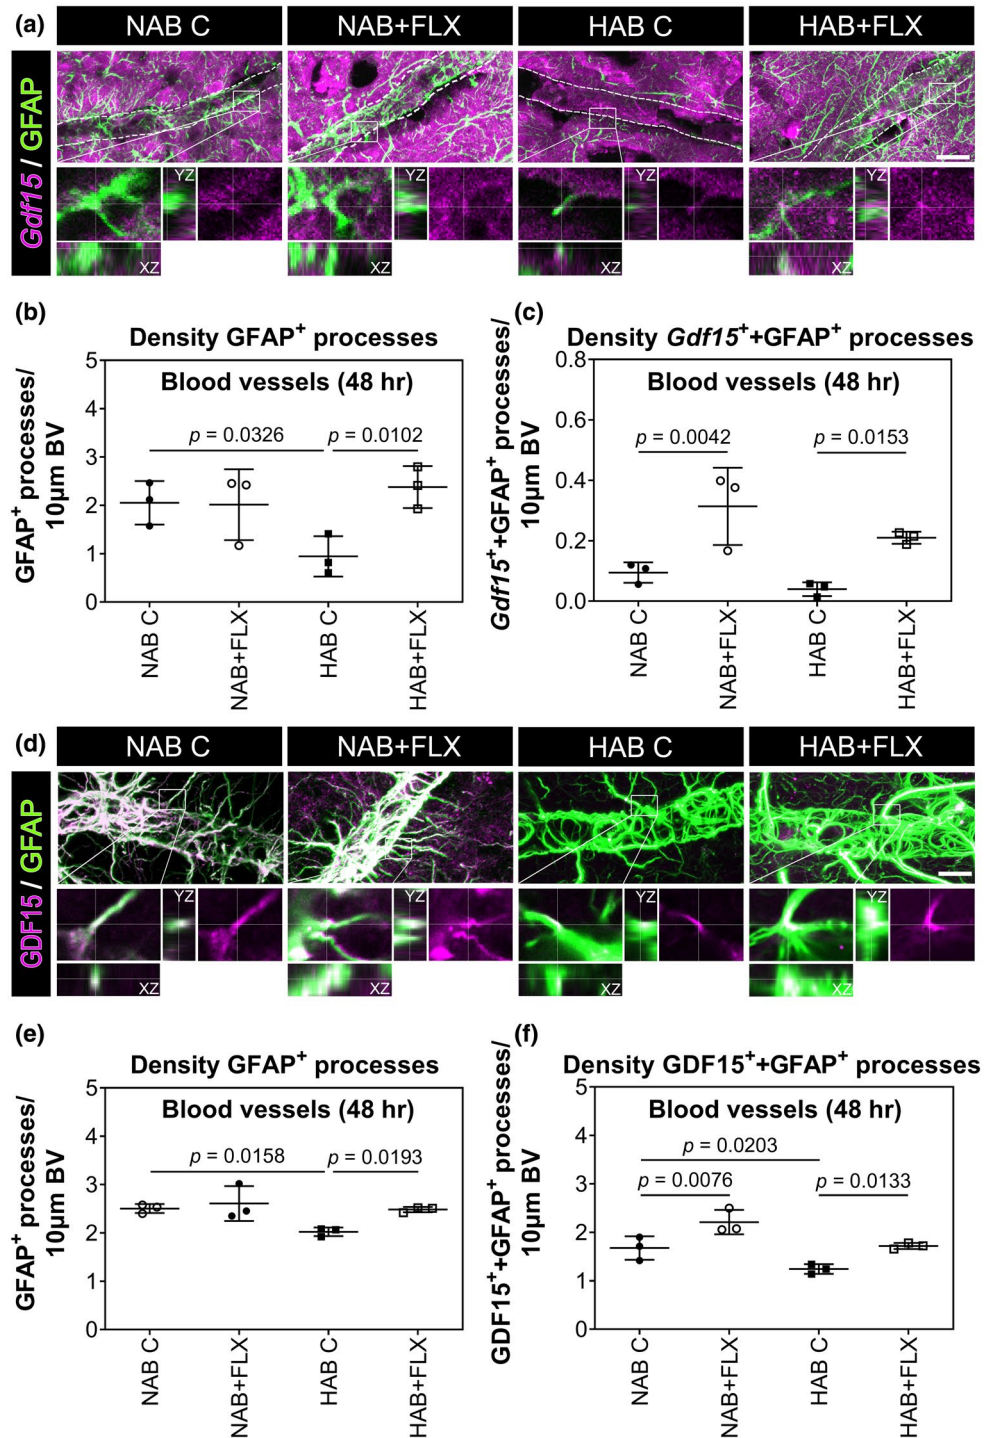 (a)
NAB C NAB+FLX HAB C HAB+FLX
Gdf15 / GFAP
YZ YZ YZ YZ
XZ XZ XZ XZ
(b)
Density GFAP⁺ processes
Blood vessels (48 hr)
GFAP⁺ processes/
10µm BV
5
4
3
2
1
0
p = 0.0326 p = 0.0102
NAB C NAB+FLX HAB C HAB+FLX
(c)
Density Gdf15⁺+GFAP⁺ processes
Blood vessels (48 hr)
Gdf15⁺+GFAP⁺ processes/
10µm BV
0.8
0.6
0.4
0.2
0.0
p = 0.0042 p = 0.0153
NAB C NAB+FLX HAB C HAB+FLX
(d)
NAB C NAB+FLX HAB C HAB+FLX
GDF15 / GFAP
YZ YZ YZ YZ
XZ XZ XZ XZ
(e)
Density GFAP⁺ processes
Blood vessels (48 hr)
GFAP⁺ processes/
10µm BV
5
4
3
2
1
0
p = 0.0158 p = 0.0193
NAB C NAB+FLX HAB C HAB+FLX
(f)
Density GDF15⁺+GFAP⁺ processes
Blood vessels (48 hr)
GDF15⁺+GFAP⁺ processes/
10µm BV
5
4
3
2
1
0
p = 0.0203
p = 0.0076 p = 0.0133
NAB C NAB+FLX HAB C HAB+FLX